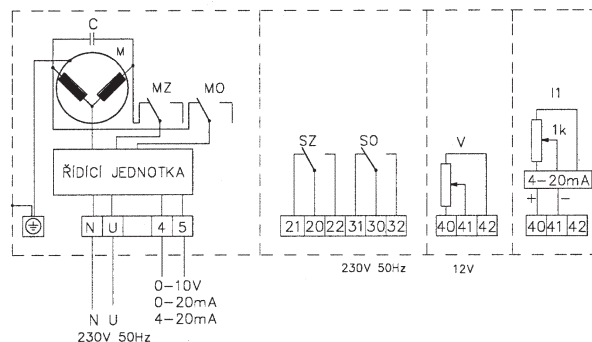 C
M
MZ MO
ŘÍDÍCÍ JEDNOTKA
N U 4 5
0-10V
0-20mA
4-20mA
N U
230V 50Hz
SZ SO
21 20 22 31 30 32
230V 50Hz
V
40 41 42
12V
I1
1k
4-20mA
+ -
40 41 42